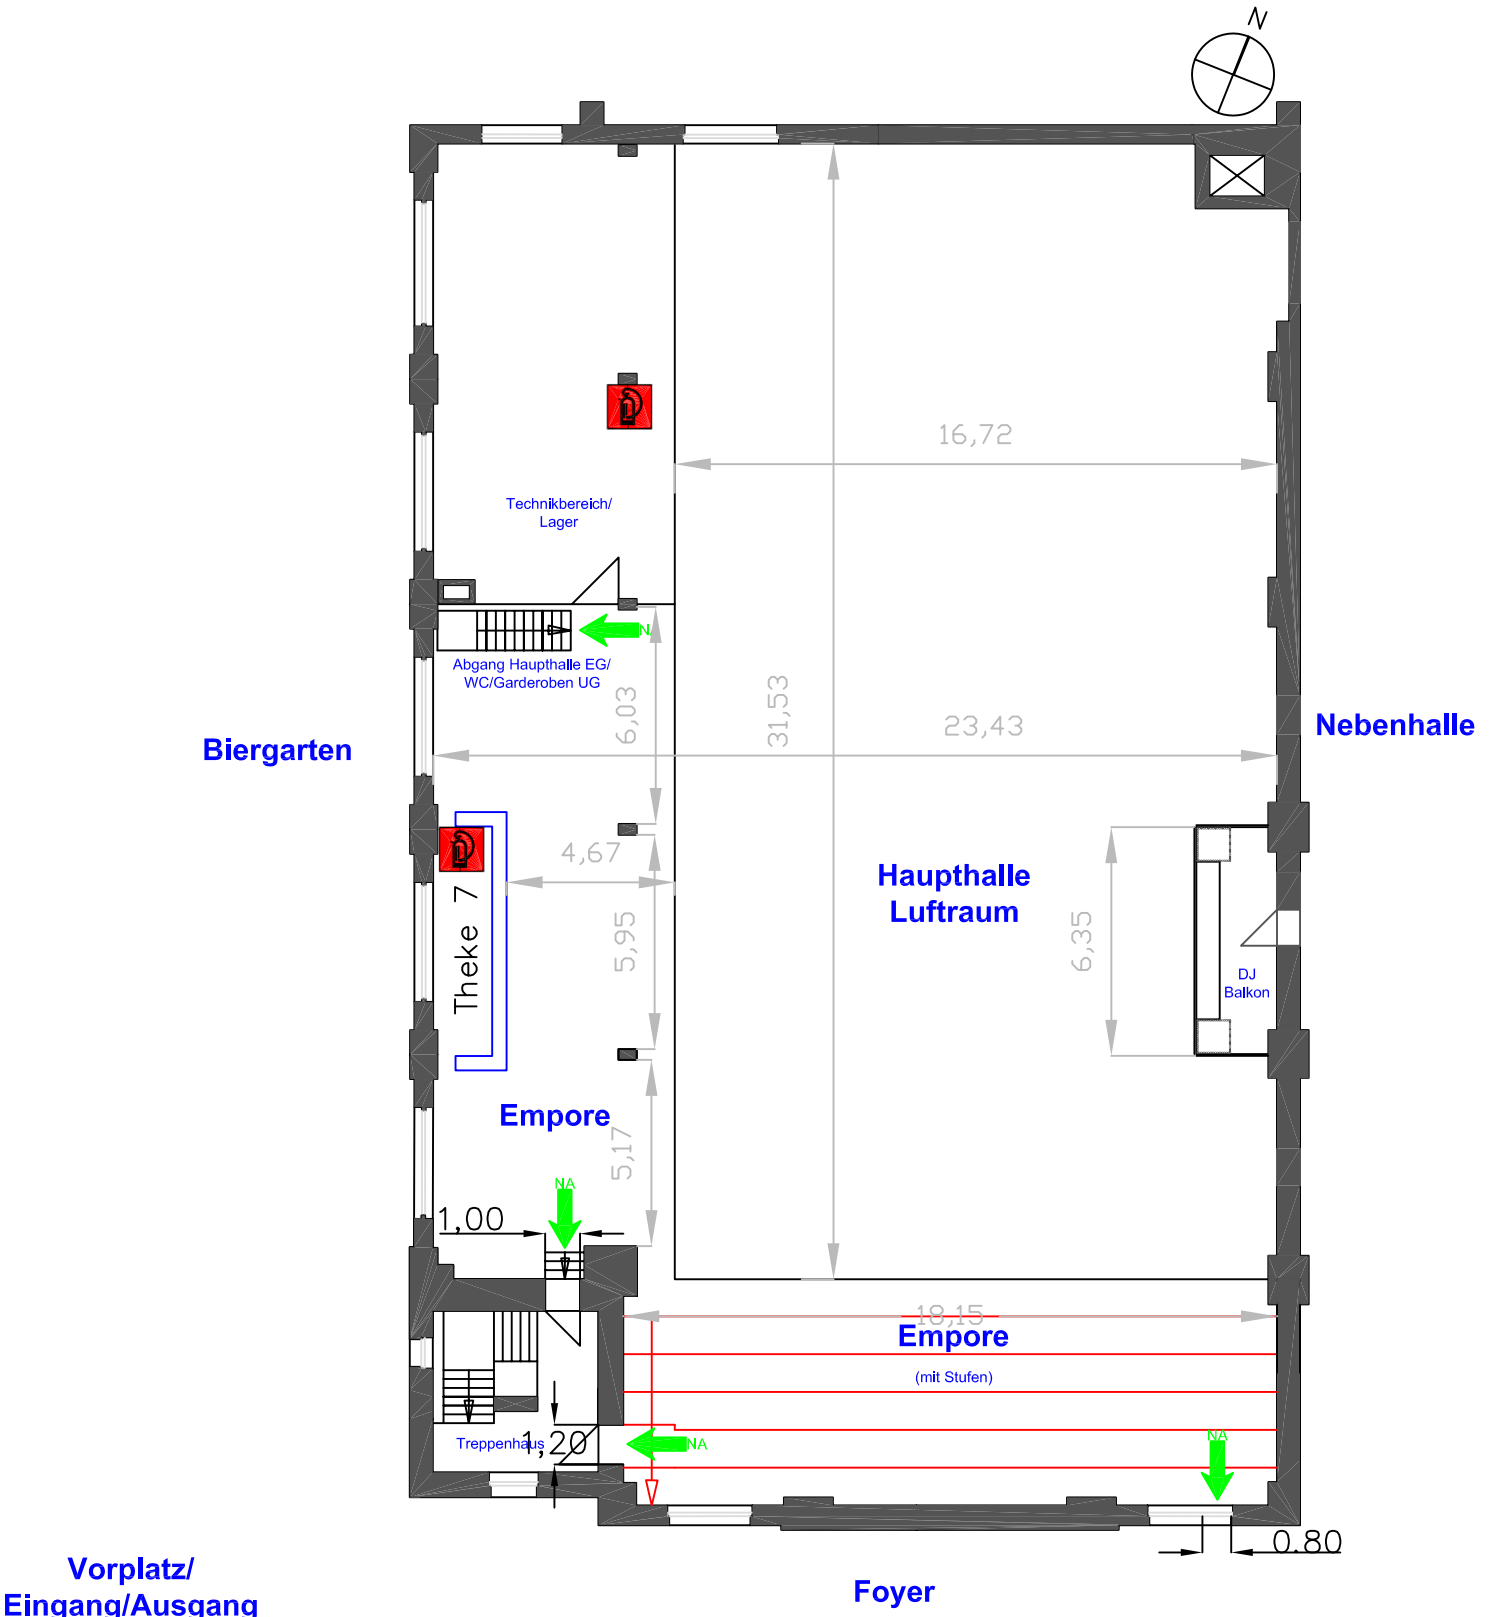 N
16,72
Technikbereich/
Lager
N
Abgang Haupthalle EG/
WC/Garderoben UG
6,03
31,53
23,43
Biergarten
Nebenhalle
4,67
Theke 7
Haupthalle
Luftraum
5,95
6,35
DJ
Balkon
Empore
5,17
NA
1,00
18,15
Empore
(mit Stufen)
Treppenhaus
1,20
NA
NA
0.80
Vorplatz/
Eingang/Ausgang
Foyer